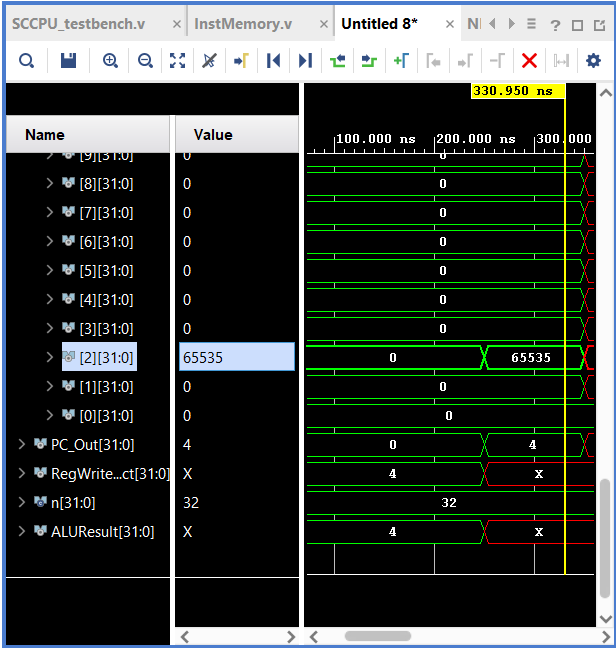 SCCPU_testbench.v × InstMemory.v × Untitled 8* × ? 
330.950 ns
Name Value 100.000 ns 200.000 ns 300.000
[9][31:0] 0 0
[8][31:0] 0 0
[7][31:0] 0 0
[6][31:0] 0 0
[5][31:0] 0 0
[4][31:0] 0 0
[3][31:0] 0 0
[2][31:0] 65535 0 65535
[1][31:0] 0 0
[0][31:0] 0 0
PC_Out[31:0] 4 0 4
RegWrite...ct[31:0] X 4 X
n[31:0] 32 32
ALUResult[31:0] X 4 X